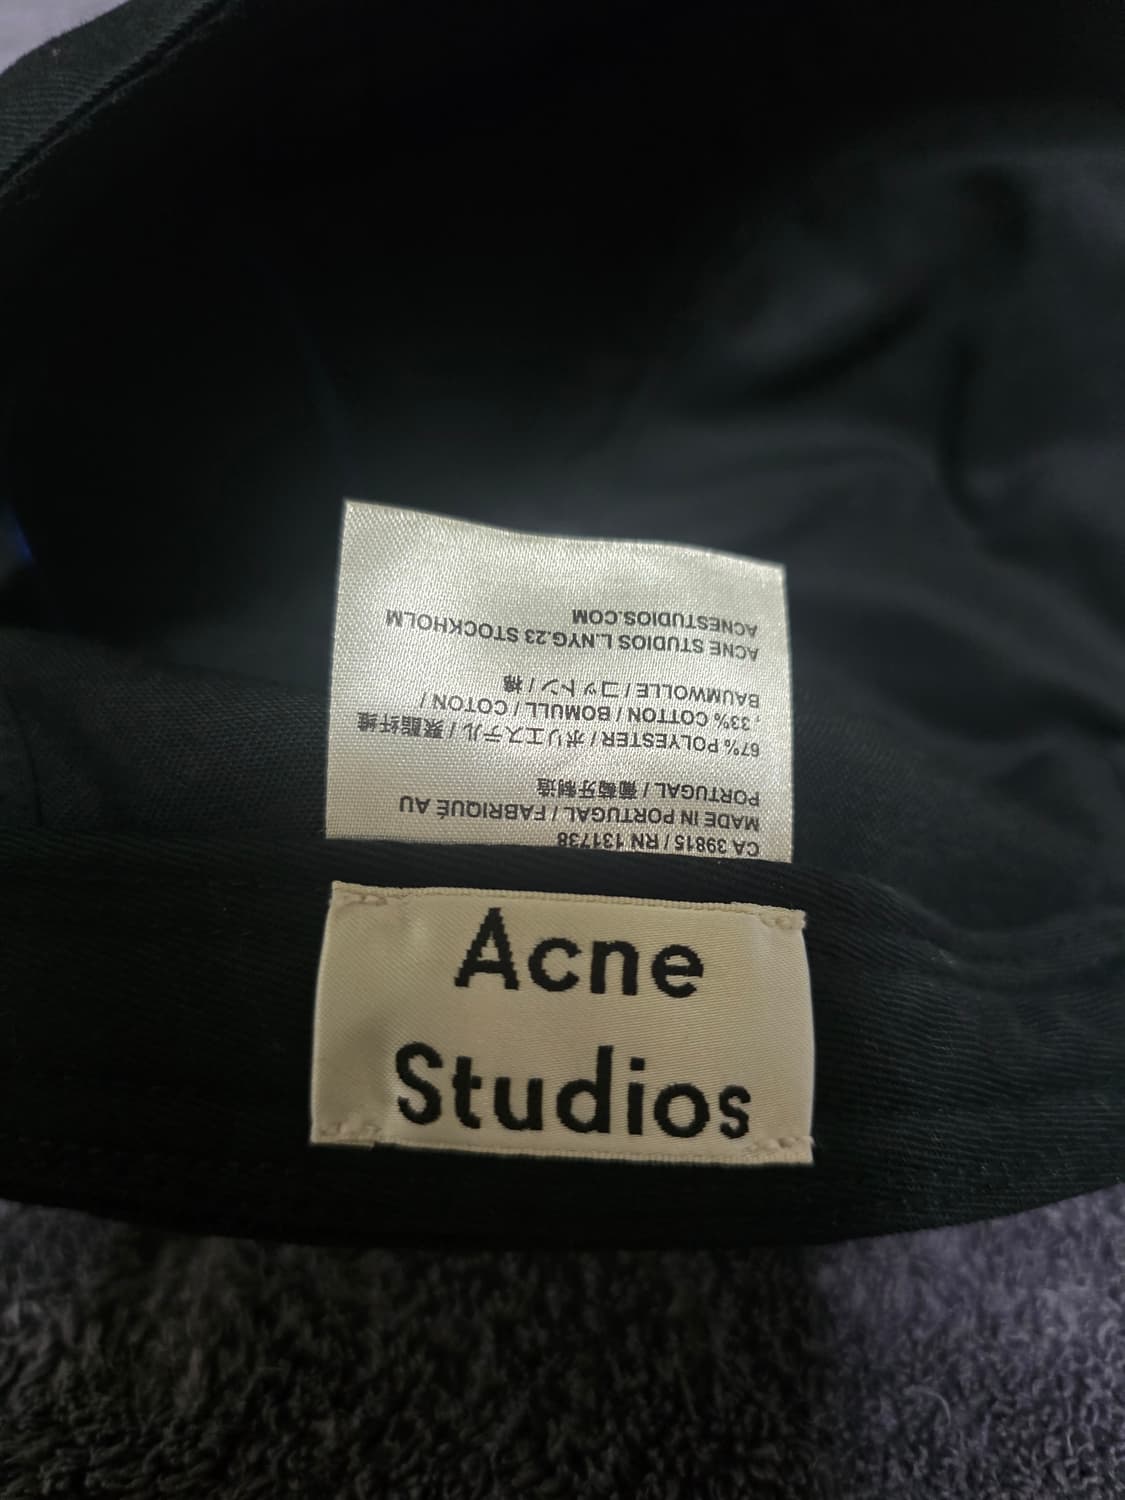 CA 39815 / RN 131738
MADE IN PORTUGAL / FABRIQUÉ AU
PORTUGAL / 葡萄牙制造
67% POLYESTER / ポリエステル / 聚酯纤维
, 33% COTTON / BOMULL / COTON /
BAUMWOLLE / コットン / 棉
ACNE STUDIOS L.NYG.23 STOCKHOLM
ACNESTUDIOS.COM
Acne
Studios